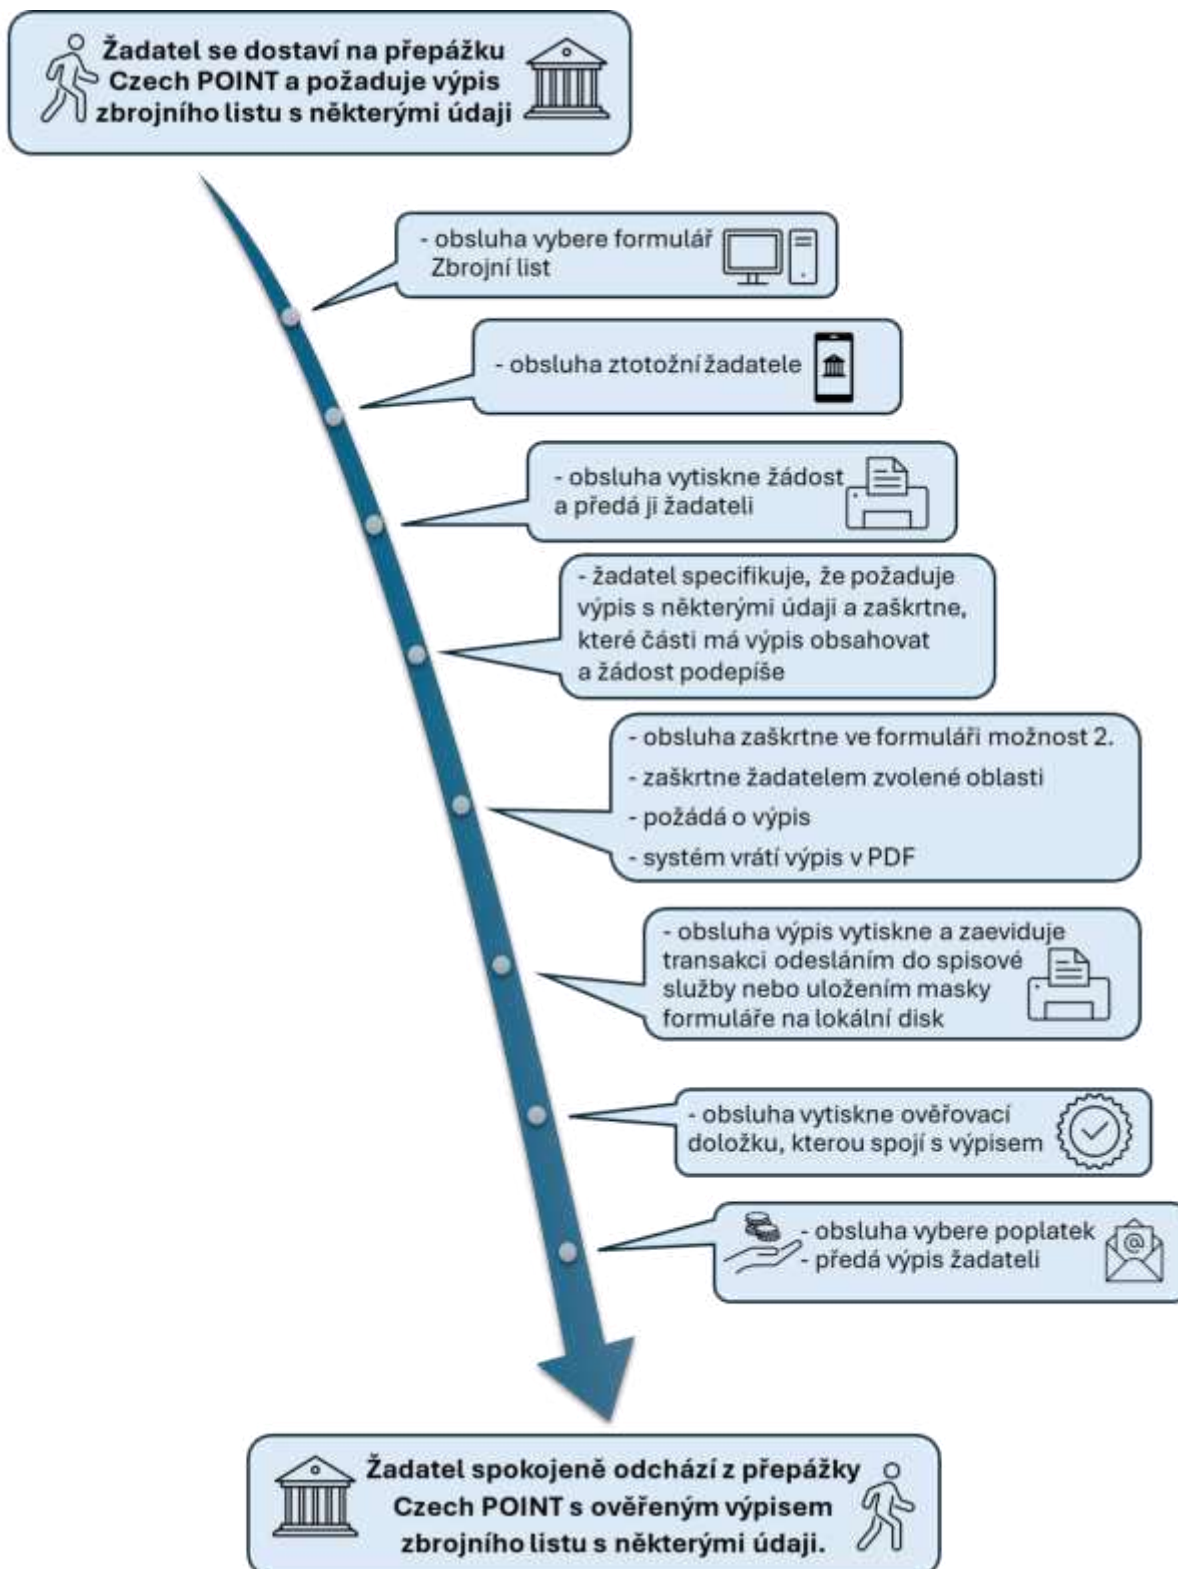 Žadatel se dostaví na přepážku
Czech POINT a požaduje výpis
zbrojního listu s některými údaji
- obsluha vybere formulář
Zbrojní list
- obsluha ztotožní žadatele
- obsluha vytiskne žádost
a předá ji žadateli
- žadatel specifikuje, že požaduje
výpis s některými údaji a zaškrtne,
které části má výpis obsahovat
a žádost podepíše
- obsluha zaškrtne ve formuláři možnost 2.
- zaškrtne žadatelem zvolené oblasti
- požádá o výpis
- systém vrátí výpis v PDF
- obsluha výpis vytiskne a zaeviduje
transakci odesláním do spisové
služby nebo uložením masky
formuláře na lokální disk
- obsluha vytiskne ověřovací
doložku, kterou spojí s výpisem
- obsluha vybere poplatek
- předá výpis žadateli
@
Žadatel spokojeně odchází z přepážky
Czech POINT s ověřeným výpisem
zbrojního listu s některými údaji.